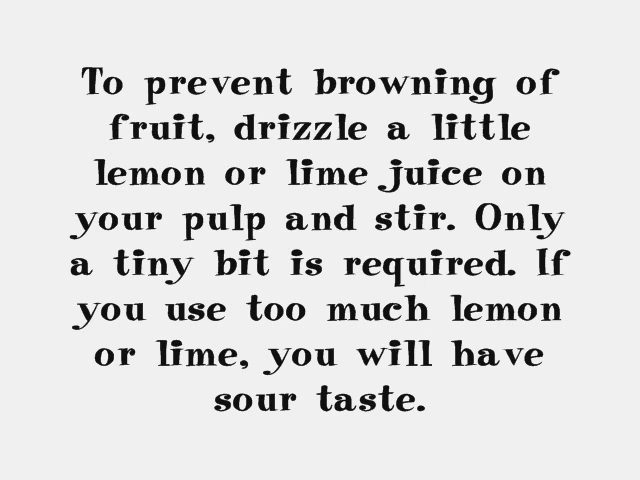 To prevent browning of
fruit, drizzle a little
lemon or lime juice on
your pulp and stir. Only
a tiny bit is required. If
you use too much lemon
or lime, you will have
sour taste.